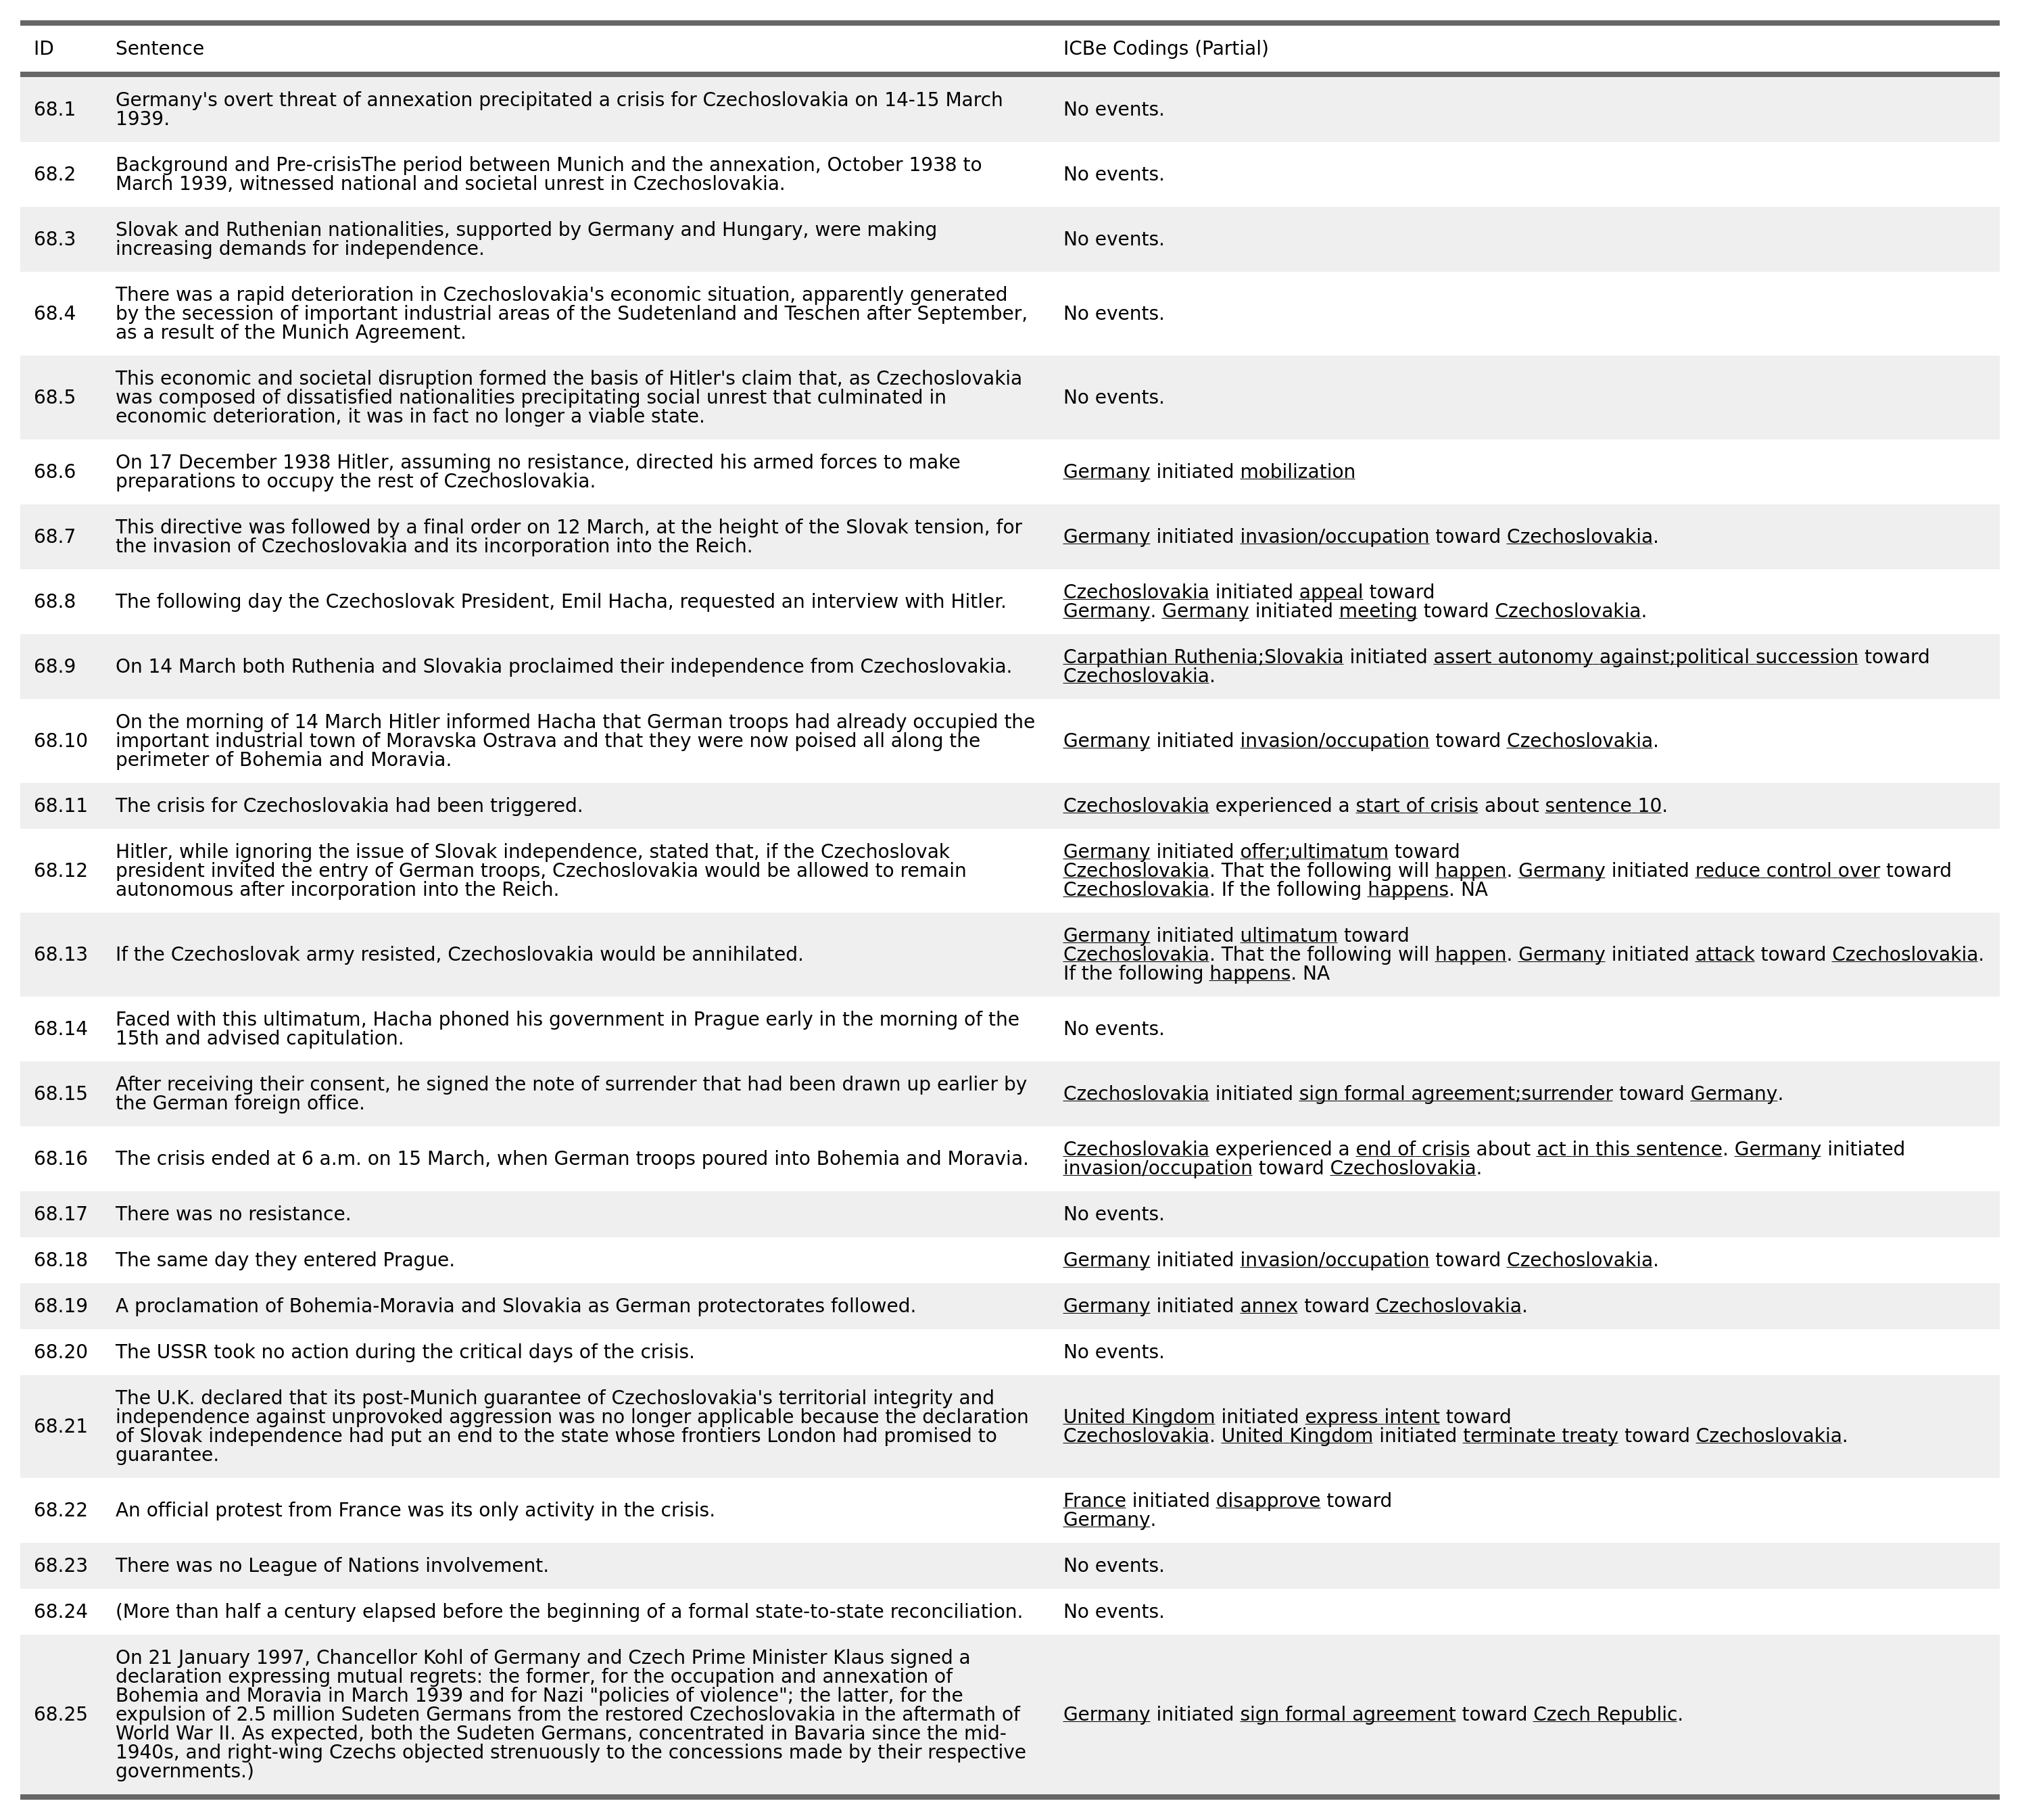 ID Sentence ICBe Codings (Partial)
68.1 Germany's overt threat of annexation precipitated a crisis for Czechoslovakia on 14-15 March
1939.
No events.
68.2 Background and Pre-crisisThe period between Munich and the annexation, October 1938 to
March 1939, witnessed national and societal unrest in Czechoslovakia.
No events.
68.3 Slovak and Ruthenian nationalities, supported by Germany and Hungary, were making
increasing demands for independence.
No events.
68.4 There was a rapid deterioration in Czechoslovakia's economic situation, apparently generated
by the secession of important industrial areas of the Sudetenland and Teschen after September,
as a result of the Munich Agreement.
No events.
68.5 This economic and societal disruption formed the basis of Hitler's claim that, as Czechoslovakia
was composed of dissatisfied nationalities precipitating social unrest that culminated in
economic deterioration, it was in fact no longer a viable state.
No events.
68.6 On 17 December 1938 Hitler, assuming no resistance, directed his armed forces to make
preparations to occupy the rest of Czechoslovakia.
Germany initiated mobilization
68.7 This directive was followed by a final order on 12 March, at the height of the Slovak tension, for
the invasion of Czechoslovakia and its incorporation into the Reich.
Germany initiated invasion/occupation toward Czechoslovakia.
68.8 The following day the Czechoslovak President, Emil Hacha, requested an interview with Hitler.
Czechoslovakia initiated appeal toward
Germany. Germany initiated meeting toward Czechoslovakia.
68.9 On 14 March both Ruthenia and Slovakia proclaimed their independence from Czechoslovakia.
Carpathian Ruthenia;Slovakia initiated assert autonomy against;political succession toward
Czechoslovakia.
68.10 On the morning of 14 March Hitler informed Hacha that German troops had already occupied the
important industrial town of Moravska Ostrava and that they were now poised all along the
perimeter of Bohemia and Moravia.
Germany initiated invasion/occupation toward Czechoslovakia.
68.11 The crisis for Czechoslovakia had been triggered.
Czechoslovakia experienced a start of crisis about sentence 10.
68.12 Hitler, while ignoring the issue of Slovak independence, stated that, if the Czechoslovak
president invited the entry of German troops, Czechoslovakia would be allowed to remain
autonomous after incorporation into the Reich.
Germany initiated offer;ultimatum toward
Czechoslovakia. That the following will happen. Germany initiated reduce control over toward
Czechoslovakia. If the following happens. NA
68.13 If the Czechoslovak army resisted, Czechoslovakia would be annihilated.
Germany initiated ultimatum toward
Czechoslovakia. That the following will happen. Germany initiated attack toward Czechoslovakia.
If the following happens. NA
68.14 Faced with this ultimatum, Hacha phoned his government in Prague early in the morning of the
15th and advised capitulation.
No events.
68.15 After receiving their consent, he signed the note of surrender that had been drawn up earlier by
the German foreign office.
Czechoslovakia initiated sign formal agreement;surrender toward Germany.
68.16 The crisis ended at 6 a.m. on 15 March, when German troops poured into Bohemia and Moravia.
Czechoslovakia experienced a end of crisis about act in this sentence. Germany initiated
invasion/occupation toward Czechoslovakia.
68.17 There was no resistance.
No events.
68.18 The same day they entered Prague.
Germany initiated invasion/occupation toward Czechoslovakia.
68.19 A proclamation of Bohemia-Moravia and Slovakia as German protectorates followed.
Germany initiated annex toward Czechoslovakia.
68.20 The USSR took no action during the critical days of the crisis.
No events.
68.21 The U.K. declared that its post-Munich guarantee of Czechoslovakia's territorial integrity and
independence against unprovoked aggression was no longer applicable because the declaration
of Slovak independence had put an end to the state whose frontiers London had promised to
guarantee.
United Kingdom initiated express intent toward
Czechoslovakia. United Kingdom initiated terminate treaty toward Czechoslovakia.
68.22 An official protest from France was its only activity in the crisis.
France initiated disapprove toward
Germany.
68.23 There was no League of Nations involvement.
No events.
68.24 (More than half a century elapsed before the beginning of a formal state-to-state reconciliation.
No events.
68.25 On 21 January 1997, Chancellor Kohl of Germany and Czech Prime Minister Klaus signed a
declaration expressing mutual regrets: the former, for the occupation and annexation of
Bohemia and Moravia in March 1939 and for Nazi "policies of violence"; the latter, for the
expulsion of 2.5 million Sudeten Germans from the restored Czechoslovakia in the aftermath of
World War II. As expected, both the Sudeten Germans, concentrated in Bavaria since the mid-
1940s, and right-wing Czechs objected strenuously to the concessions made by their respective
governments.)
Germany initiated sign formal agreement toward Czech Republic.